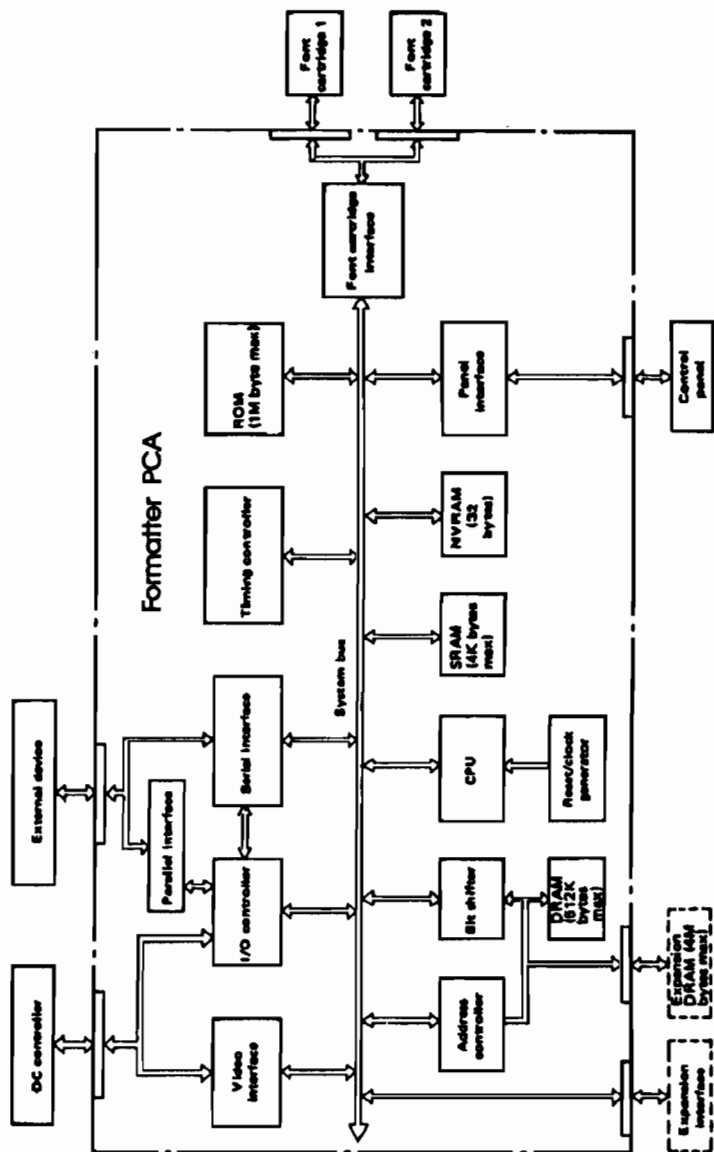 DC controller
External device
Formatter PCA
Video
interface
I/O controller
Parallel interface
Serial interface
Timing controller
ROM
(1M byte max)
Font cartridge
interface
Font
cartridge 1
Font
cartridge 2
System bus
Address
controller
Bit shifter
CPU
SRAM
(4K bytes
max)
NVRAM
(32
bytes)
Panel
interface
DRAM
(512K
bytes
max)
Reset/clock
generator
Expansion
interface
Expansion
DRAM (4M
bytes max)
Control
panel